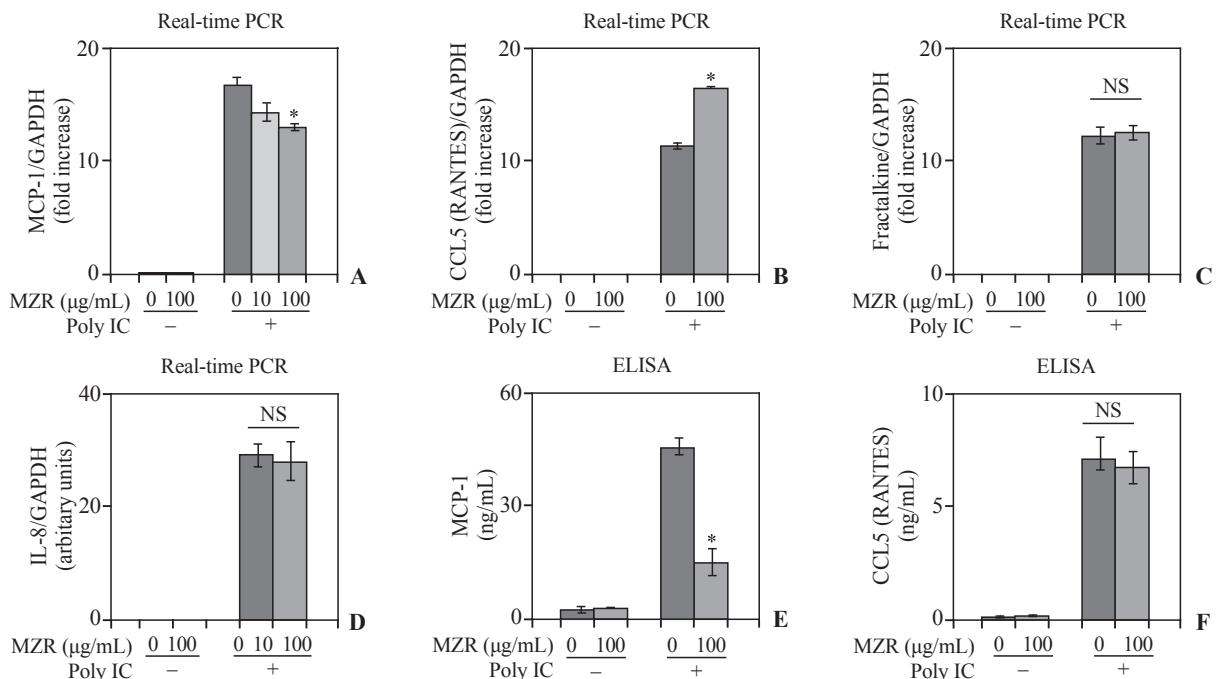 Real-time PCR
MCP-1/GAPDH
(fold increase)
20
10
0
A
MZR (µg/mL) 0 100 0 10 100
Poly IC – +
*
Real-time PCR
CCL5 (RANTES)/GAPDH
(fold increase)
20
10
0
*
B
MZR (µg/mL) 0 100 0 100
Poly IC – +
Real-time PCR
Fractalkine/GAPDH
(fold increase)
20
10
0
NS
C
MZR (µg/mL) 0 100 0 100
Poly IC – +
Real-time PCR
IL-8/GAPDH
(arbitary units)
40
20
0
NS
D
MZR (µg/mL) 0 100 0 10 100
Poly IC – +
ELISA
MCP-1
(ng/mL)
60
30
0
*
E
MZR (µg/mL) 0 100 0 100
Poly IC – +
ELISA
CCL5 (RANTES)
(ng/mL)
10
5
0
NS
F
MZR (µg/mL) 0 100 0 100
Poly IC – +